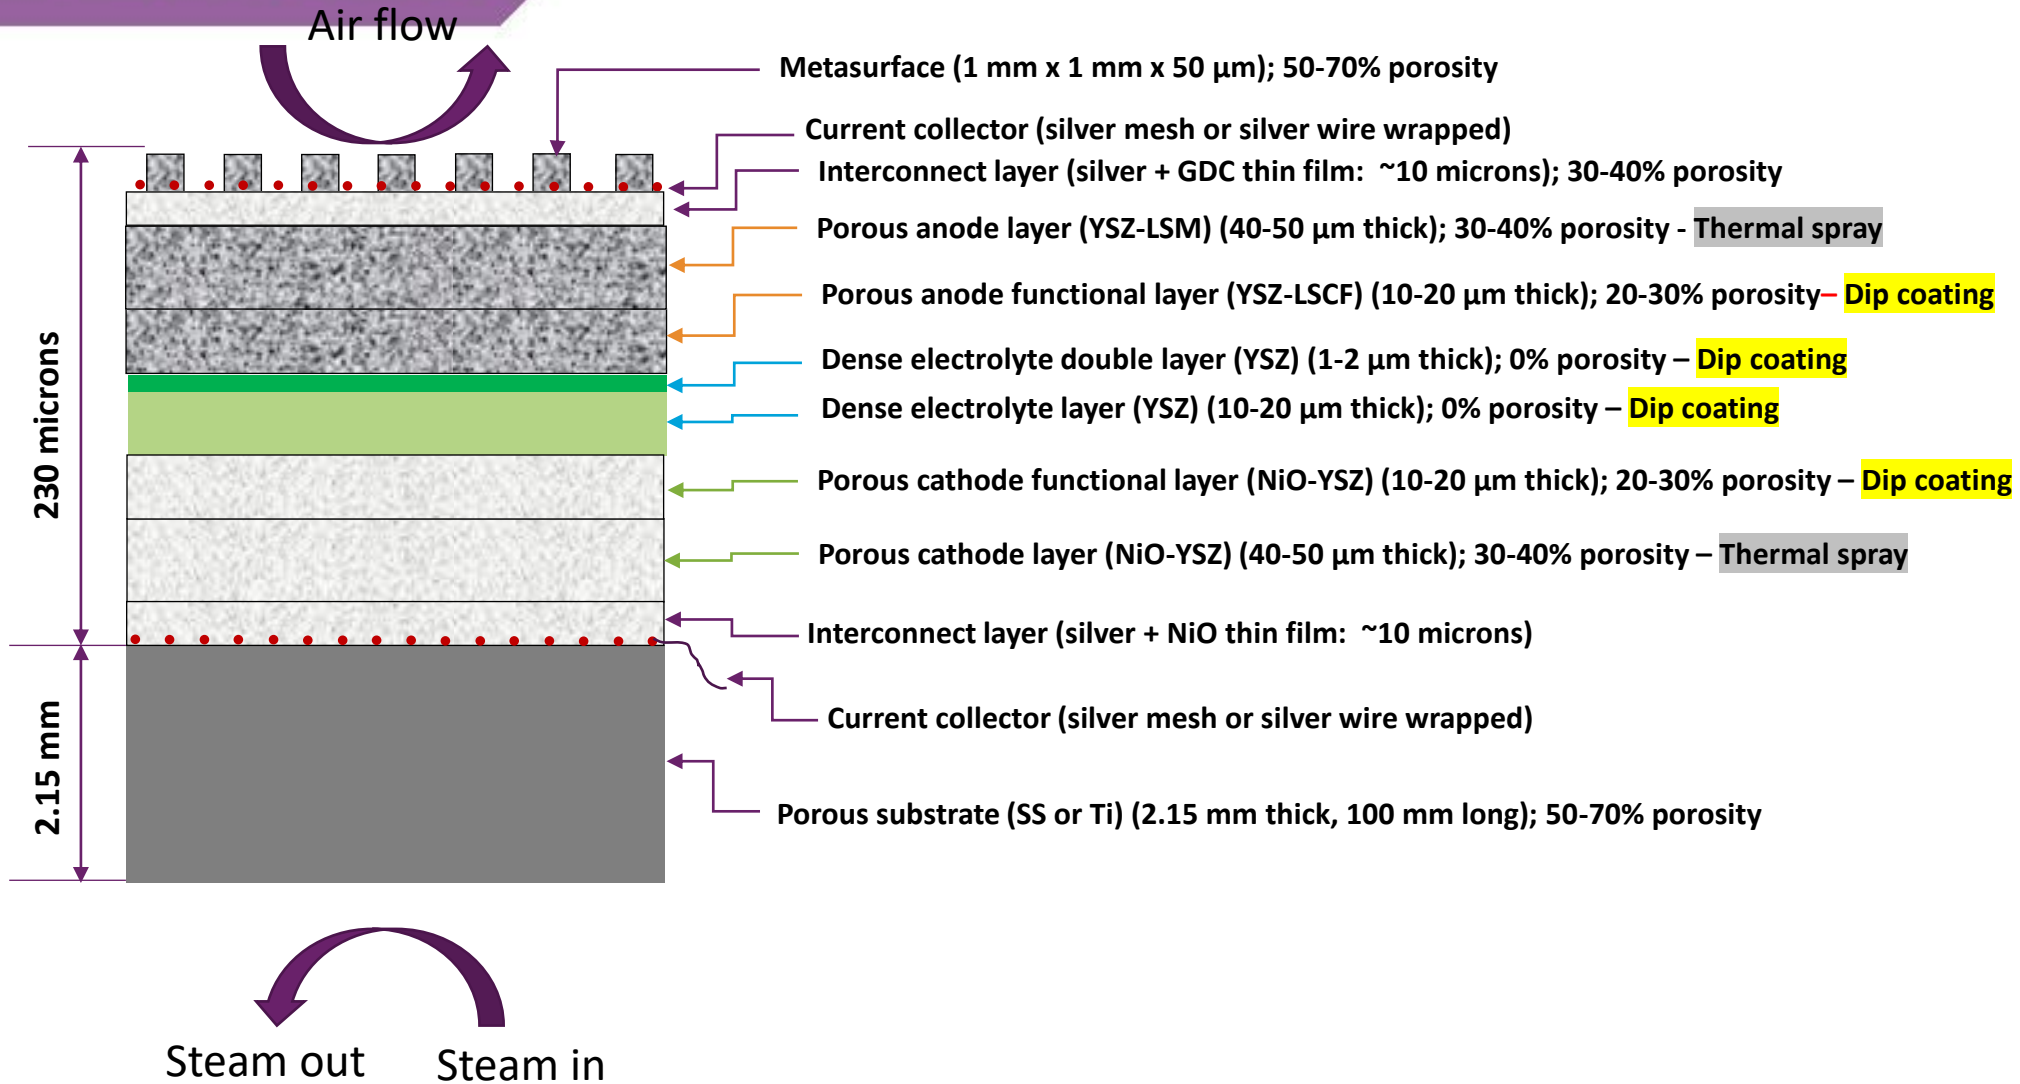 Air flow
Metasurface (1 mm x 1 mm x 50 µm); 50-70% porosity
Current collector (silver mesh or silver wire wrapped)
Interconnect layer (silver + GDC thin film: ~10 microns); 30-40% porosity
Porous anode layer (YSZ-LSM) (40-50 µm thick); 30-40% porosity - Thermal spray
Porous anode functional layer (YSZ-LSCF) (10-20 µm thick); 20-30% porosity– Dip coating
Dense electrolyte double layer (YSZ) (1-2 µm thick); 0% porosity – Dip coating
Dense electrolyte layer (YSZ) (10-20 µm thick); 0% porosity – Dip coating
230 microns
Porous cathode functional layer (NiO-YSZ) (10-20 µm thick); 20-30% porosity – Dip coating
Porous cathode layer (NiO-YSZ) (40-50 µm thick); 30-40% porosity – Thermal spray
Interconnect layer (silver + NiO thin film: ~10 microns)
Current collector (silver mesh or silver wire wrapped)
2.15 mm
Porous substrate (SS or Ti) (2.15 mm thick, 100 mm long); 50-70% porosity
Steam out
Steam in